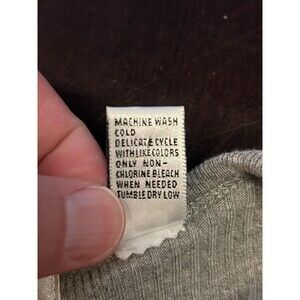 MACHINE WASH
COLD
DELICATE CYCLE
WITH LIKE COLORS
ONLY NON-
CHLORINE BLEACH
WHEN NEEDED
TUMBLE DRY LOW